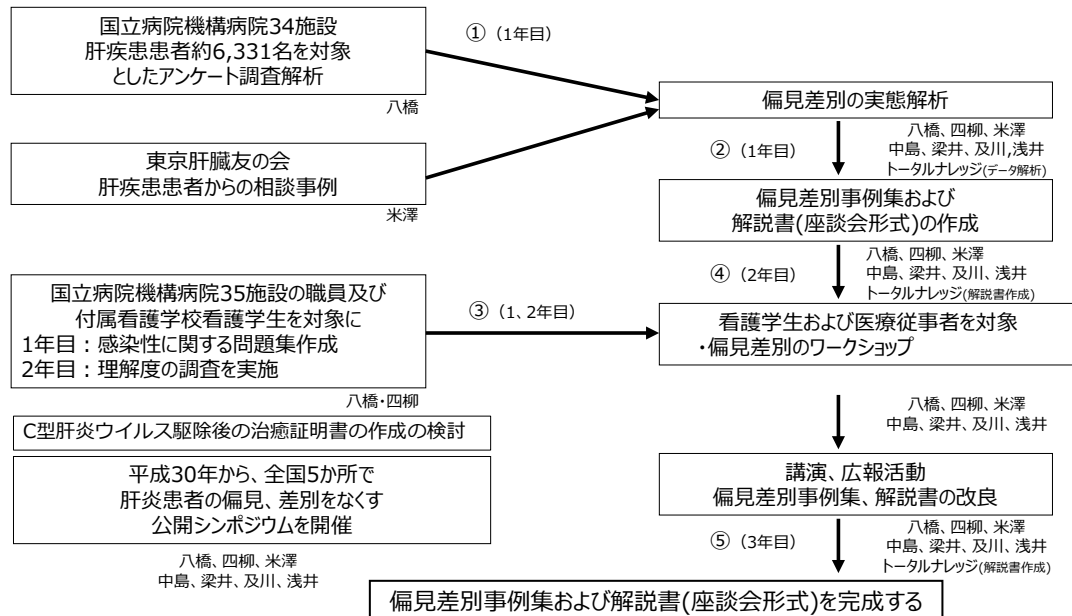 国立病院機構病院34施設
肝疾患患者約6,331名を対象
としたアンケート調査解析
八橋
① (1年目)
東京肝臓友の会
肝疾患患者からの相談事例
米澤
偏見差別の実態解析
② (1年目)
八橋、四柳、米澤
中島、梁井、及川,浅井
トータルナレッジ(データ解析)
偏見差別事例集および
解説書(座談会形式)の作成
④ (2年目)
八橋、四柳、米澤
中島、梁井、及川、浅井
トータルナレッジ(解説書作成)
国立病院機構病院35施設の職員及び
付属看護学校看護学生を対象に
1年目：感染性に関する問題集作成
2年目：理解度の調査を実施
八橋・四柳
③ (1、2年目)
看護学生および医療従事者を対象
・偏見差別のワークショップ
八橋、四柳、米澤
中島、梁井、及川、浅井
C型肝炎ウイルス駆除後の治癒証明書の作成の検討
平成30年から、全国5か所で
肝炎患者の偏見、差別をなくす
公開シンポジウムを開催
八橋、四柳、米澤
中島、梁井、及川、浅井
講演、広報活動
偏見差別事例集、解説書の改良
⑤ (3年目)
八橋、四柳、米澤
中島、梁井、及川、浅井
トータルナレッジ(解説書作成)
偏見差別事例集および解説書(座談会形式)を完成する